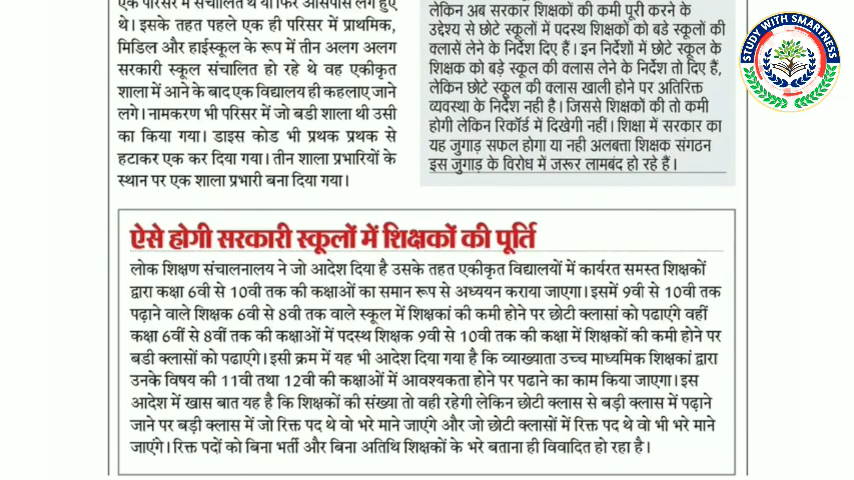 एक परिसर में संचालित थे या फिर आसपास लगे हुए
थे। इसके तहत पहले एक ही परिसर में प्राथमिक,
मिडिल और हाईस्कूल के रूप में तीन अलग अलग
सरकारी स्कूल संचालित हो रहे थे वह एकीकृत
शाला में आने के बाद एक विद्यालय ही कहलाए जाने
लगे। नामकरण भी परिसर में जो बडी शाला थी उसी
का किया गया। डाइस कोड भी प्रथक प्रथक से
हटाकर एक कर दिया गया। तीन शाला प्रभारियों के
स्थान पर एक शाला प्रभारी बना दिया गया।
लेकिन अब सरकार शिक्षकों की कमी पूरी करने के
उद्देश्य से छोटे स्कूलों में पदस्थ शिक्षकों को बडे स्कूलों की
क्लासें लेने के निर्देश दिए हैं। इन निर्देशों में छोटे स्कूल के
शिक्षक को बड़े स्कूल की क्लास लेने के निर्देश तो दिए हैं,
लेकिन छोटे स्कूल की क्लास खाली होने पर अतिरिक्त
व्यवस्था के निर्देश नही है। जिससे शिक्षकों की तो कमी
होगी लेकिन रिकॉर्ड में दिखेगी नहीं। शिक्षा में सरकार का
यह जुगाड़ सफल होगा या नही अलबत्ता शिक्षक संगठन
इस जुगाड़ के विरोध में जरूर लामबंद हो रहे हैं।
STUDY WITH SMARTNESS
ऐसे होगी सरकारी स्कूलों में शिक्षकों की पूर्ति
लोक शिक्षण संचालनालय ने जो आदेश दिया है उसके तहत एकीकृत विद्यालयों में कार्यरत समस्त शिक्षकों
द्वारा कक्षा 6वी से 10वी तक की कक्षाओं का समान रूप से अध्ययन कराया जाएगा। इसमें 9वी से 10वी तक
पढ़ाने वाले शिक्षक 6वी से 8वी तक वाले स्कूल में शिक्षकां की कमी होने पर छोटी क्लासां को पढाएंगे वहीं
कक्षा 6वीं से 8वीं तक की कक्षाओं में पदस्थ शिक्षक 9वी से 10वी तक की कक्षा में शिक्षकों की कमी होने पर
बडी क्लासों को पढाएंगे। इसी क्रम में यह भी आदेश दिया गया है कि व्याख्याता उच्च माध्यमिक शिक्षकां द्वारा
उनके विषय की 11वी तथा 12वी की कक्षाओं में आवश्यकता होने पर पढाने का काम किया जाएगा। इस
आदेश में खास बात यह है कि शिक्षकों की संख्या तो वही रहेगी लेकिन छोटी क्लास से बड़ी क्लास में पढ़ाने
जाने पर बड़ी क्लास में जो रिक्त पद थे वो भरे माने जाएंगे और जो छोटी क्लासों में रिक्त पद थे वो भी भरे माने
जाएंगे। रिक्त पदों को बिना भर्ती और बिना अतिथि शिक्षकों के भरे बताना ही विवादित हो रहा है।